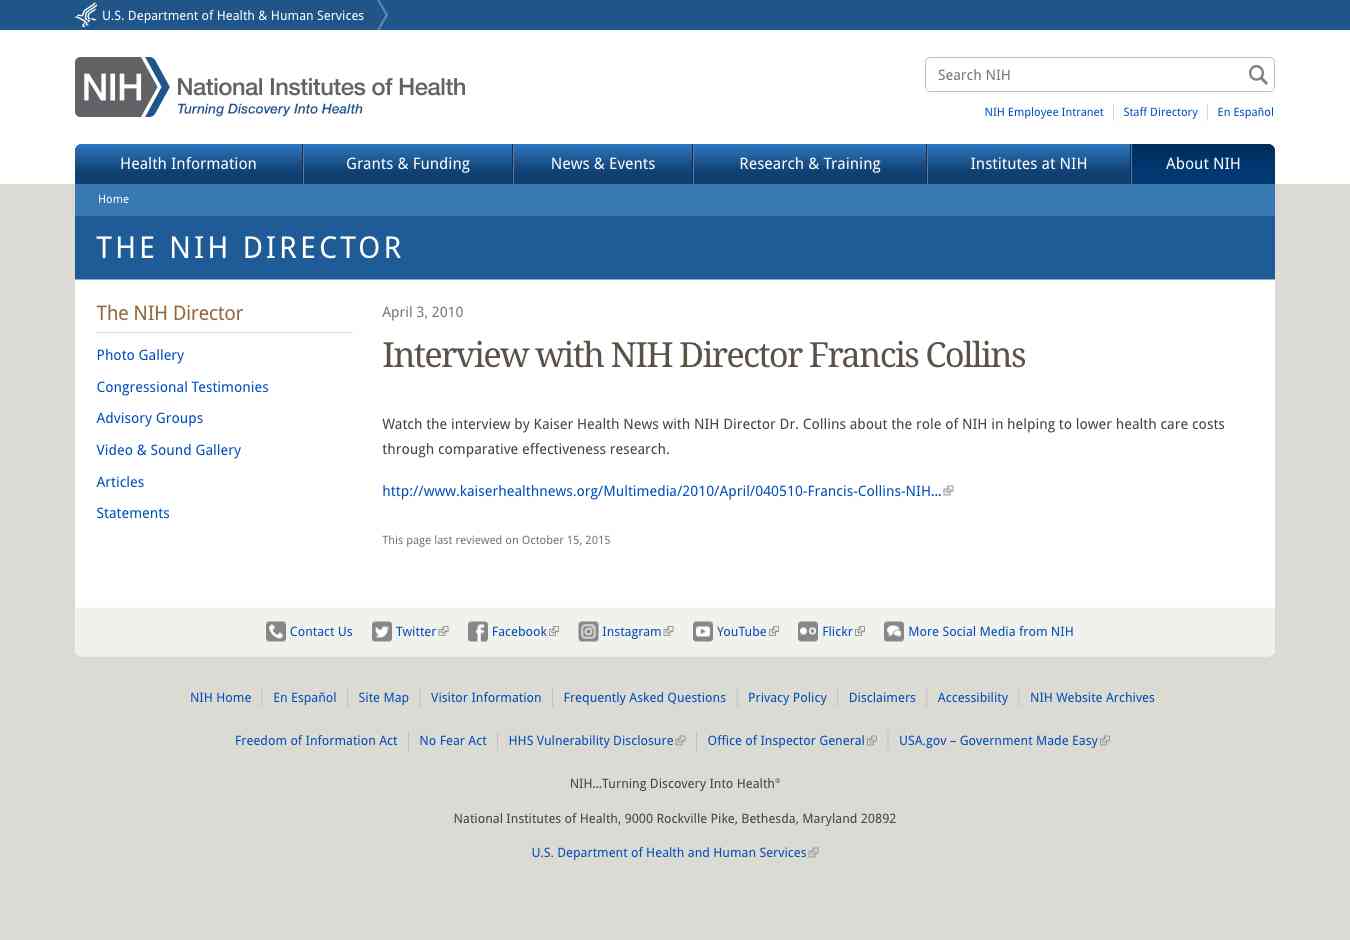 U.S. Department of Health & Human Services
NIH National Institutes of Health
Turning Discovery Into Health
Search NIH
NIH Employee Intranet
Staff Directory
En Español
Health Information
Grants & Funding
News & Events
Research & Training
Institutes at NIH
About NIH
Home
THE NIH DIRECTOR
The NIH Director
Photo Gallery
Congressional Testimonies
Advisory Groups
Video & Sound Gallery
Articles
Statements
April 3, 2010
Interview with NIH Director Francis Collins
Watch the interview by Kaiser Health News with NIH Director Dr. Collins about the role of NIH in helping to lower health care costs
through comparative effectiveness research.
http://www.kaiserhealthnews.org/Multimedia/2010/April/040510-Francis-Collins-NIH...
This page last reviewed on October 15, 2015
Contact Us Twitter Facebook Instagram YouTube Flickr More Social Media from NIH
NIH Home En Español Site Map Visitor Information Frequently Asked Questions Privacy Policy Disclaimers Accessibility NIH Website Archives
Freedom of Information Act No Fear Act HHS Vulnerability Disclosure Office of Inspector General USA.gov – Government Made Easy
NIH...Turning Discovery Into Health®
National Institutes of Health, 9000 Rockville Pike, Bethesda, Maryland 20892
U.S. Department of Health and Human Services